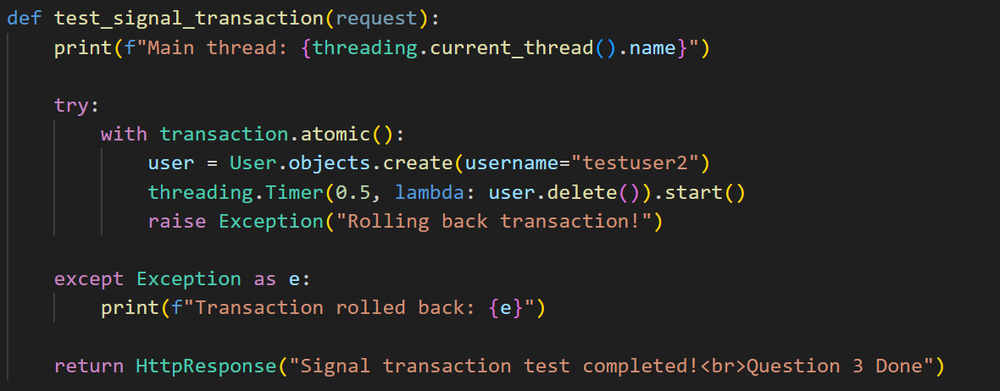 def test_signal_transaction(request):
    print(f"Main thread: {threading.current_thread().name}")

    try:
        with transaction.atomic():
            user = User.objects.create(username="testuser2")
            threading.Timer(0.5, lambda: user.delete()).start()
            raise Exception("Rolling back transaction!")

    except Exception as e:
        print(f"Transaction rolled back: {e}")

    return HttpResponse("Signal transaction test completed!<br>Question 3 Done")